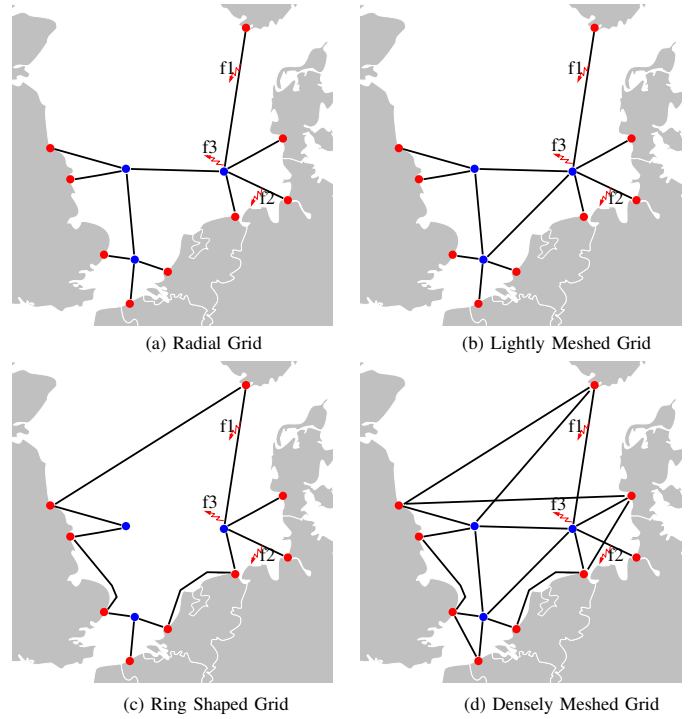 f1
f3
f2
(a) Radial Grid
f1
f3
f2
(b) Lightly Meshed Grid
f1
f3
f2
(c) Ring Shaped Grid
f1
f3
f2
(d) Densely Meshed Grid